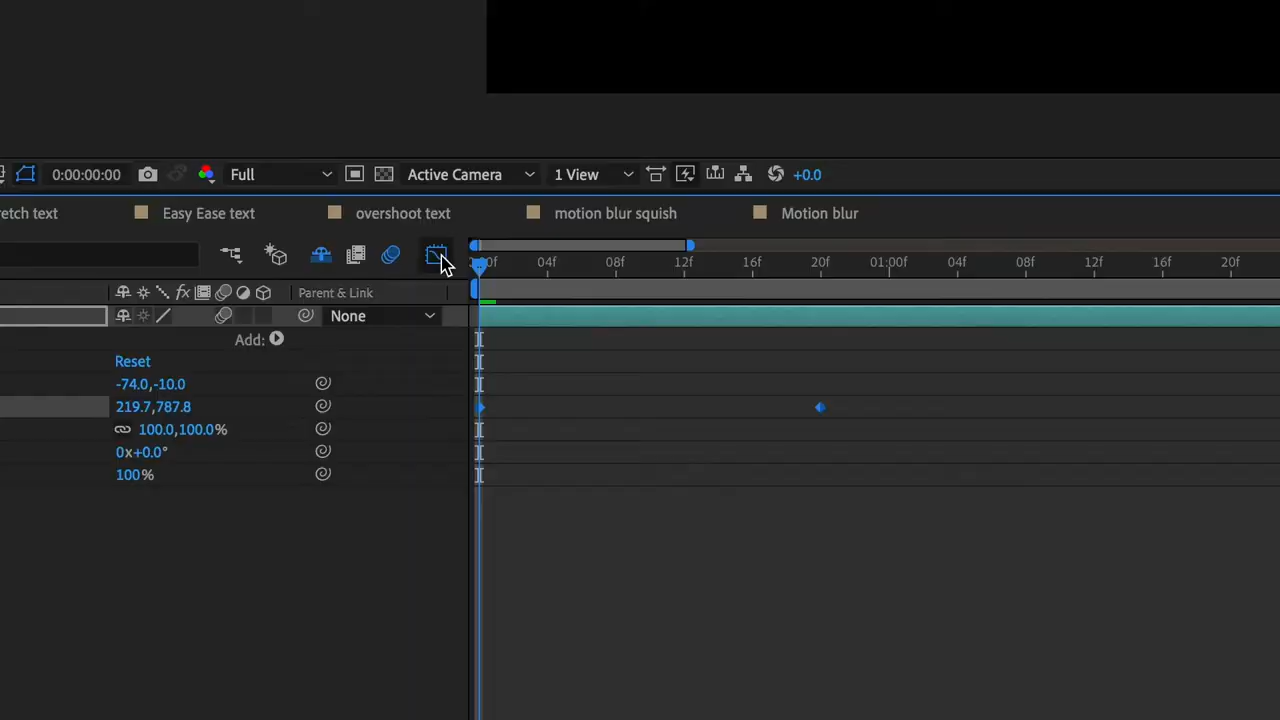 0:00:00:00 Full Active Camera 1 View +0.0
etch text Easy Ease text overshoot text motion blur squish Motion blur
00f 04f 08f 12f 16f 20f 01:00f 04f 08f 12f 16f 20f
fx Parent & Link
None
Add:
Reset
-74.0,-10.0
219.7,787.8
100.0,100.0%
0x+0.0°
100%